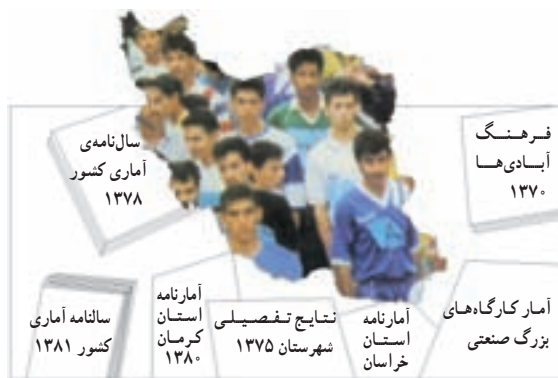 فرهنگ
آبادی‌ها
۱۳۷۰
سال‌نامه‌ی
آماری کشور
۱۳۷۸
آمار کارگاه‌های
بزرگ صنعتی
آمارنامه
استان
خراسان
نتایج تفصیلی
شهرستان ۱۳۷۵
آمارنامه
استان
کرمان
۱۳۸۰
سالنامه آماری
کشور ۱۳۸۱